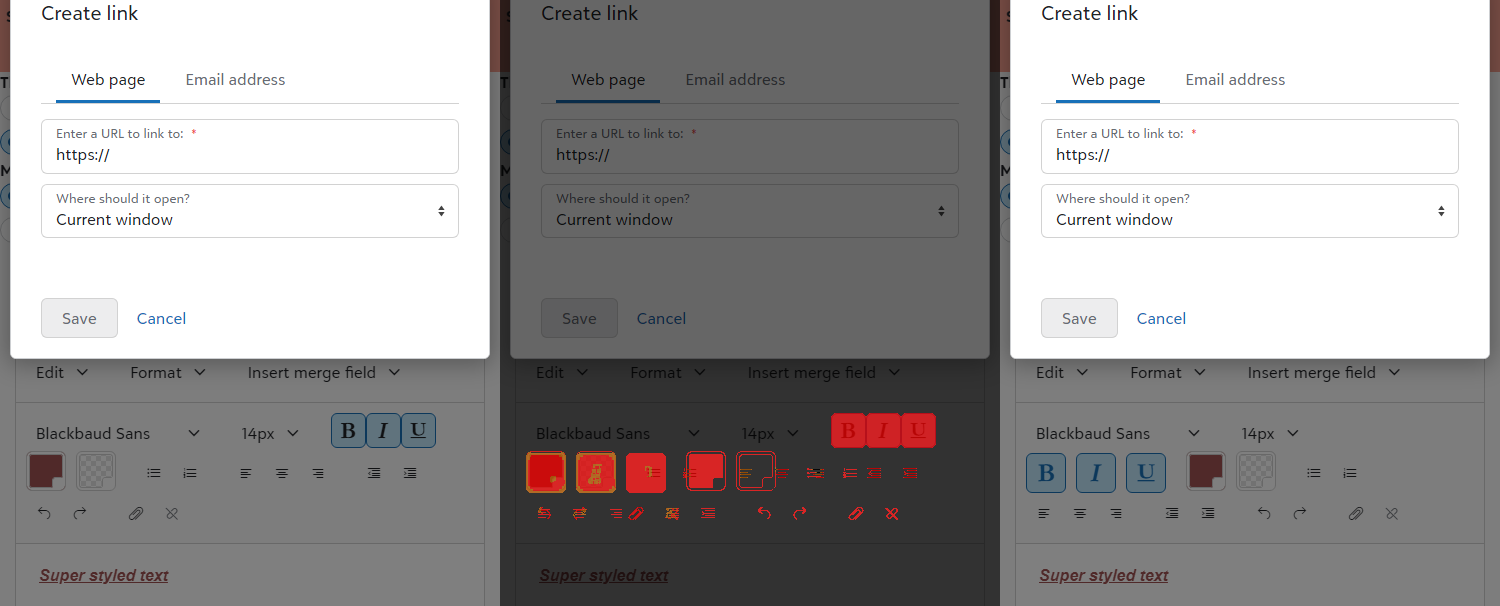 Create link
Web page Email address
Enter a URL to link to: *
https://
Where should it open?
Current window
Save Cancel
Edit Format Insert merge field
Blackbaud Sans 14px B I U
Super styled text
Create link
Web page Email address
Enter a URL to link to: *
https://
Where should it open?
Current window
Save Cancel
Edit Format Insert merge field
Blackbaud Sans 14px B I U
Super styled text
Create link
Web page Email address
Enter a URL to link to: *
https://
Where should it open?
Current window
Save Cancel
Edit Format Insert merge field
Blackbaud Sans 14px
B I U
Super styled text